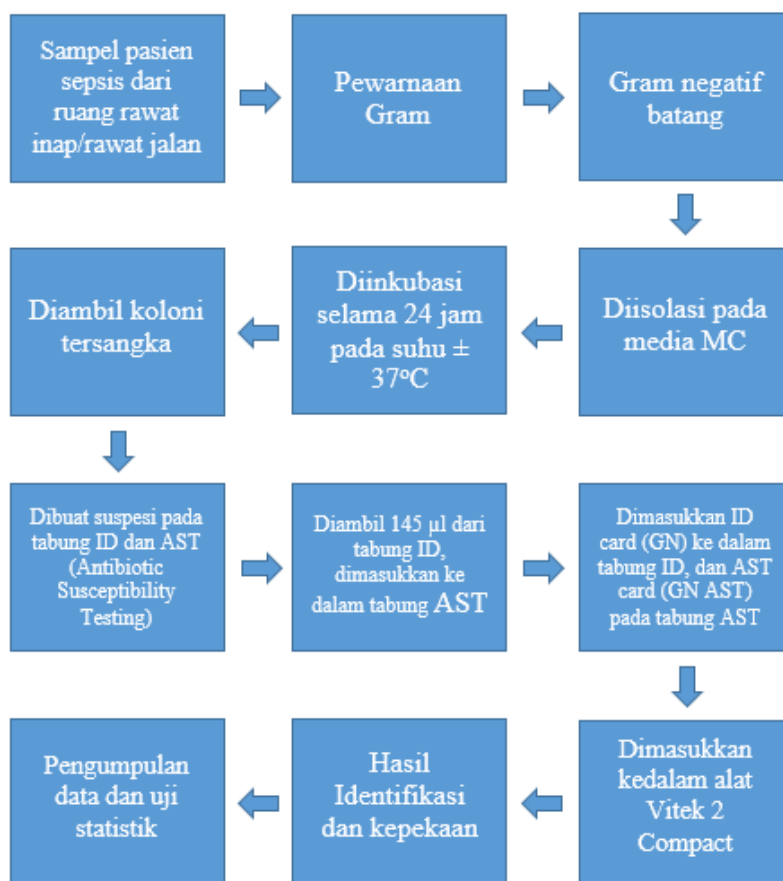 Sampel pasien
sepsis dari
ruang rawat
inap/rawat jalan
Pewarnaan
Gram
Gram negatif
batang
Diisolasi pada
media MC
Diinkubasi
selama 24 jam
pada suhu ±
37°C
Diambil koloni
tersangka
Dibuat suspesi pada
tabung ID dan AST
(Antibiotic
Susceptibility
Testing)
Diambil 145 µl dari
tabung ID,
dimasukkan ke
dalam tabung AST
Dimasukkan ID
card (GN) ke dalam
tabung ID, dan AST
card (GN AST)
pada tabung AST
Dimasukkan
kedalam alat
Vitek 2
Compact
Hasil
Identifikasi
dan kepekaan
Pengumpulan
data dan uji
statistik